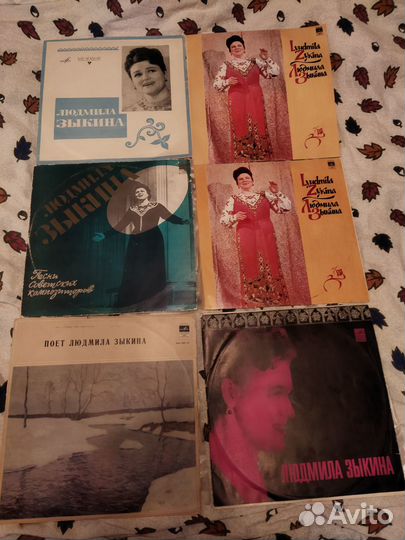 ЛЮДМИЛА
ЗЫКИНА
Ludmila
Zykina
Людмила
Зыкина
ЛЮДМИЛА
ЗЫКИНА
Песни
советских
композиторов
Ludmila
Zykina
Людмила
Зыкина
ПОЕТ ЛЮДМИЛА ЗЫКИНА
ЛЮДМИЛА ЗЫКИНА
Avito